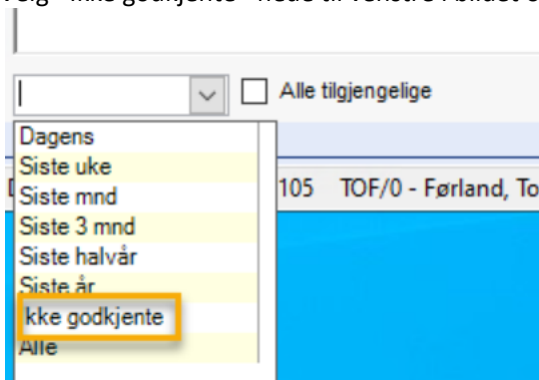 Alle tilgjengelige
Dagens
Siste uke
Siste mnd
105 TOF/0 - Førland, To
Siste 3 mnd
Siste halvår
Siste år
kke godkjente
Alle